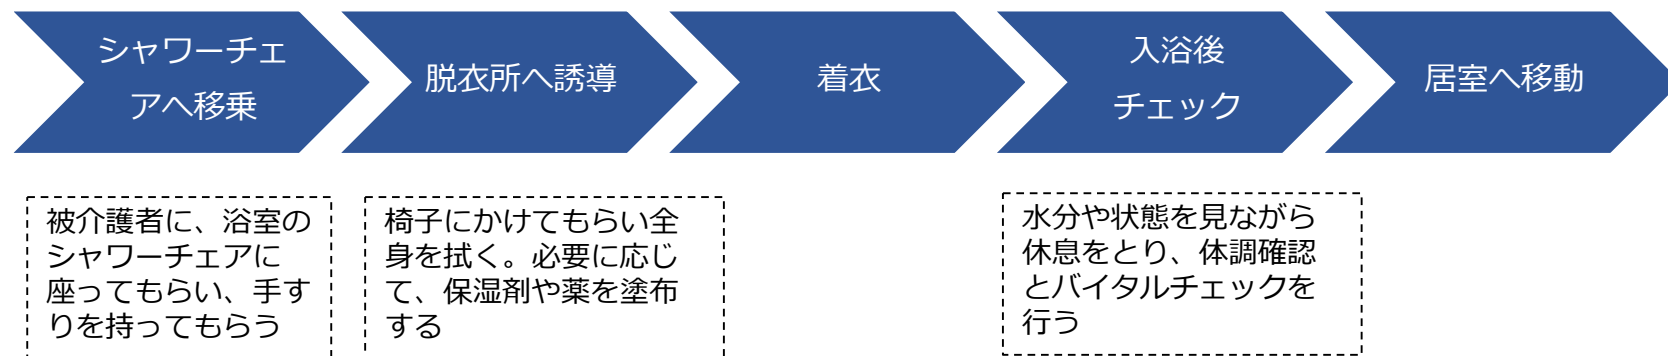 シャワーチェ
アへ移乗
脱衣所へ誘導
着衣
入浴後
チェック
居室へ移動
被介護者に、浴室の
シャワーチェアに
座ってもらい、手す
りを持ってもらう
椅子にかけてもらい全
身を拭く。必要に応じ
て、保湿剤や薬を塗布
する
水分や状態を見ながら
休息をとり、体調確認
とバイタルチェックを
行う